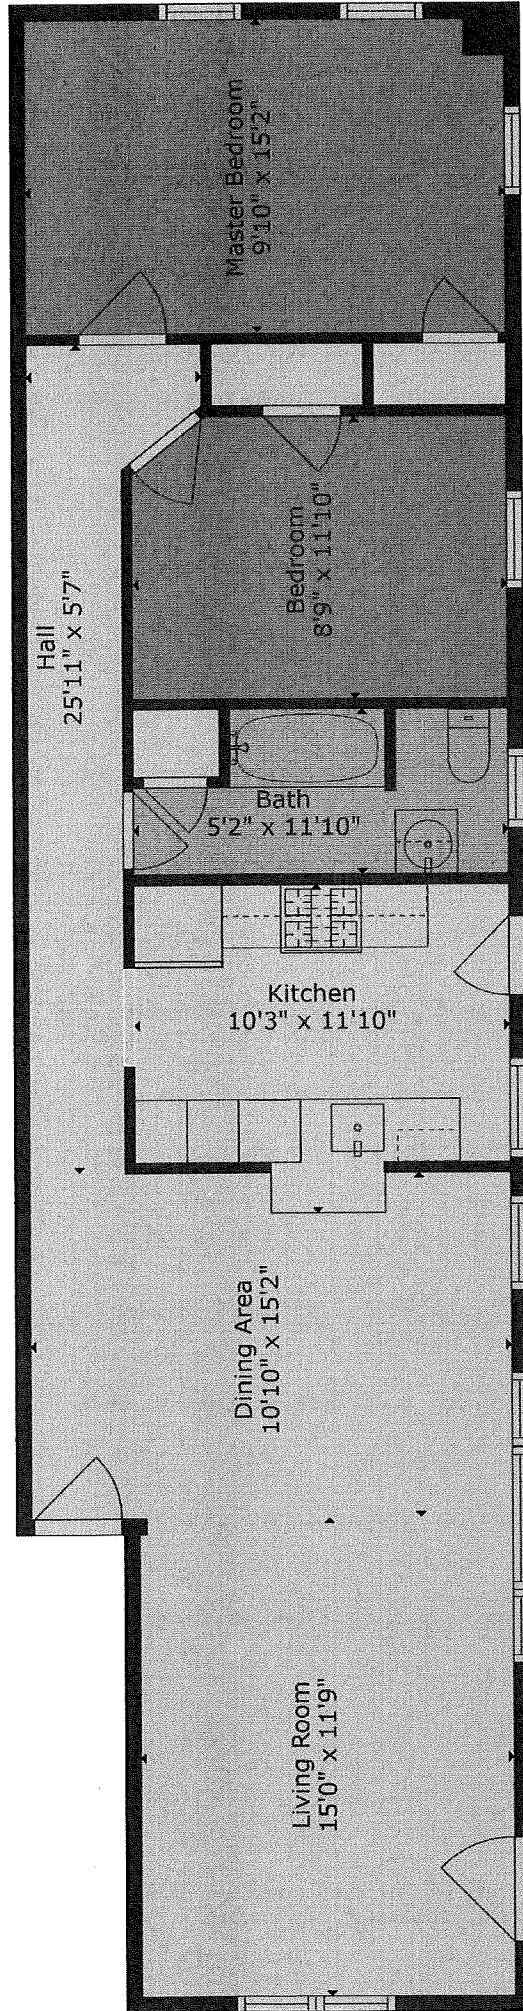 Master Bedroom
9'10" x 15'2"
Hall
25'11" x 5'7"
Bedroom
8'9" x 11'10"
Bath
5'2" x 11'10"
Kitchen
10'3" x 11'10"
Dining Area
10'10" x 15'2"
Living Room
15'0" x 11'9"